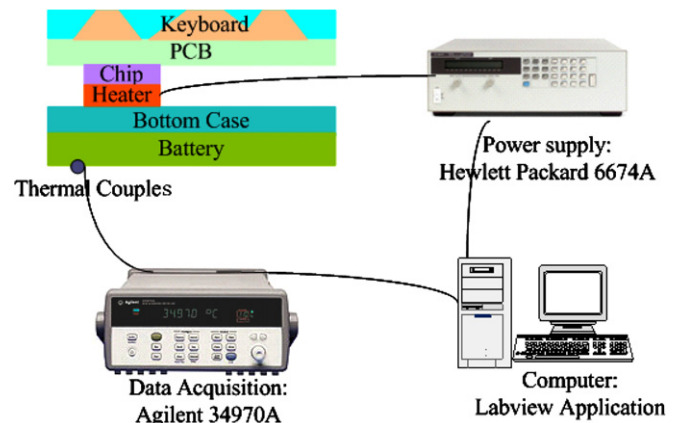 Keyboard
PCB
Chip
Heater
Bottom Case
Battery
Thermal Couples
Power supply:
Hewlett Packard 6674A
34970 °C
Data Acquisition:
Agilent 34970A
Computer:
Labview Application